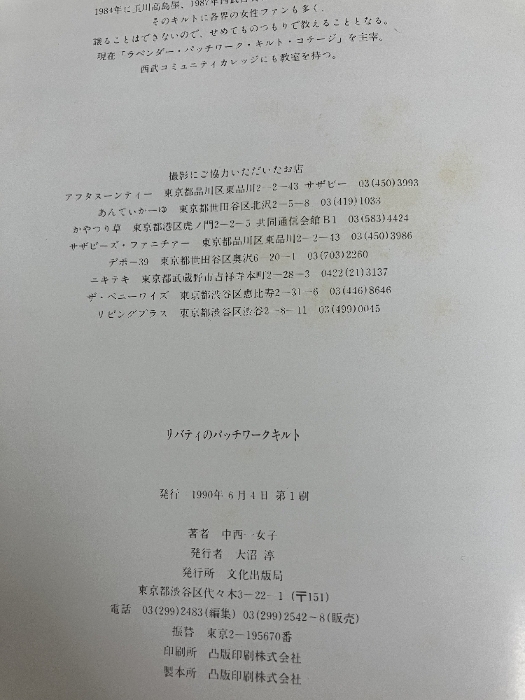 1984年に玉川高島屋、1987年西武百
そのキルトに各界の女性ファンも多く、
譲ることはできないので、せめてものつもりで教えることとなる。
現在「ラベンダー・パッチワーク・キルト・コテージ」を主宰。
西武コミュニティカレッジにも教室を持つ。
撮影にご協力いただいたお店
アフタヌーンティー 東京都品川区東品川2-2-43 サザビー 03(450)3993
あんてぃかーゆ 東京都世田谷区北沢2-5-8 03(419)1033
かやつり草 東京都港区虎ノ門2-2-5 共同通信会館B1 03(583)4424
サザビーズ・ファニチァー 東京都品川区東品川2-2-43 03(450)3986
デポ-39 東京都世田谷区奥沢6-20-1 03(703)2260
ニキテキ 東京都武蔵野市吉祥寺本町2-28-3 0422(21)3137
ザ・ペニーワイズ 東京都渋谷区恵比寿2-31-6 03(446)8646
リビングプラス 東京都渋谷区渋谷2-8-11 03(499)0045
リバティのパッチワークキルト
発行 1990年6月4日 第1刷
著者 中西一女子
発行者 大沼 淳
発行所 文化出版局
東京都渋谷区代々木3-22-1 (〒151)
電話 03(299)2483(編集) 03(299)2542-8(販売)
振替 東京2-195670番
印刷所 凸版印刷株式会社
製本所 凸版印刷株式会社